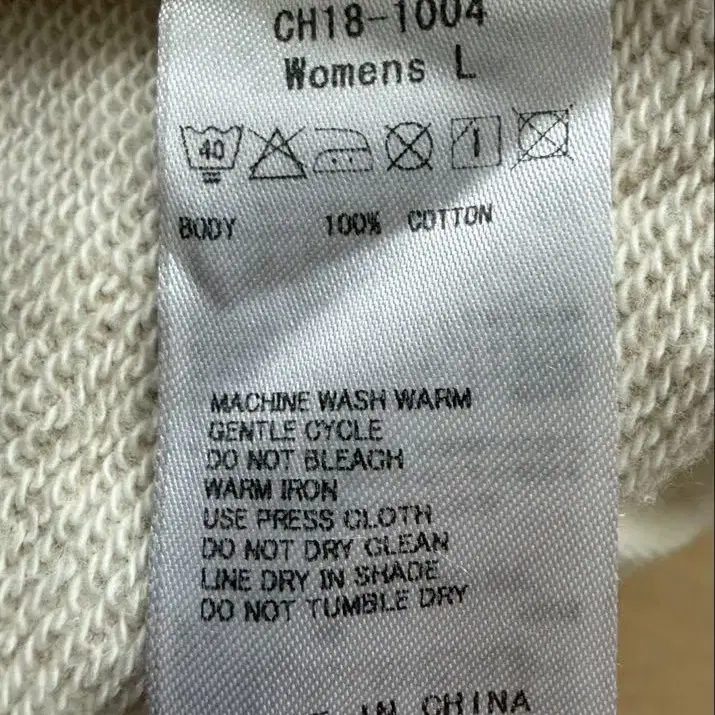 CH18-1004
Womens L
40
BODY 100% COTTON
MACHINE WASH WARM
GENTLE CYCLE
DO NOT BLEACH
WARM IRON
USE PRESS CLOTH
DO NOT DRY CLEAN
LINE DRY IN SHADE
DO NOT TUMBLE DRY
IN CHINA